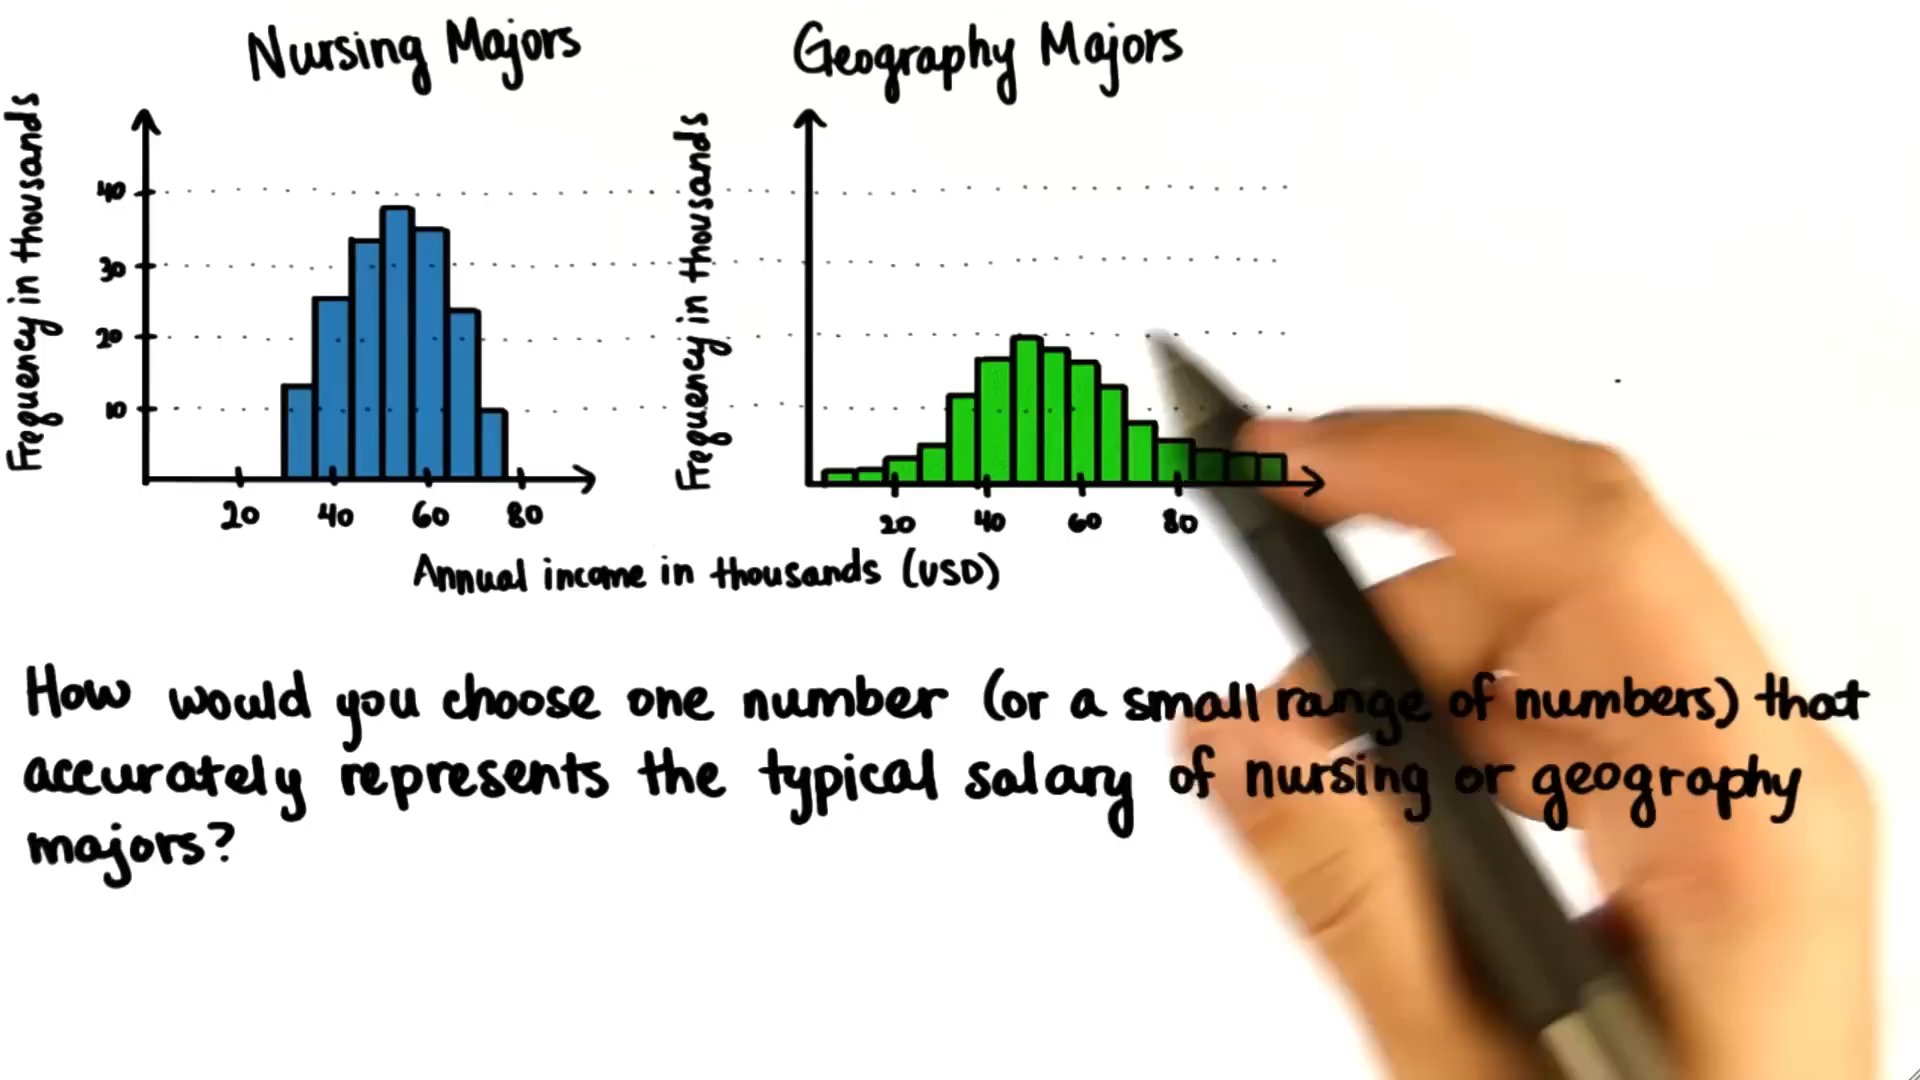 Nursing Majors
Geography Majors
Frequency in thousands
40
30
20
10
20 40 60 80
Frequency in thousands
20 40 60 80
Annual income in thousands (USD)
How would you choose one number (or a small range of numbers) that
accurately represents the typical salary of nursing or geography
majors?